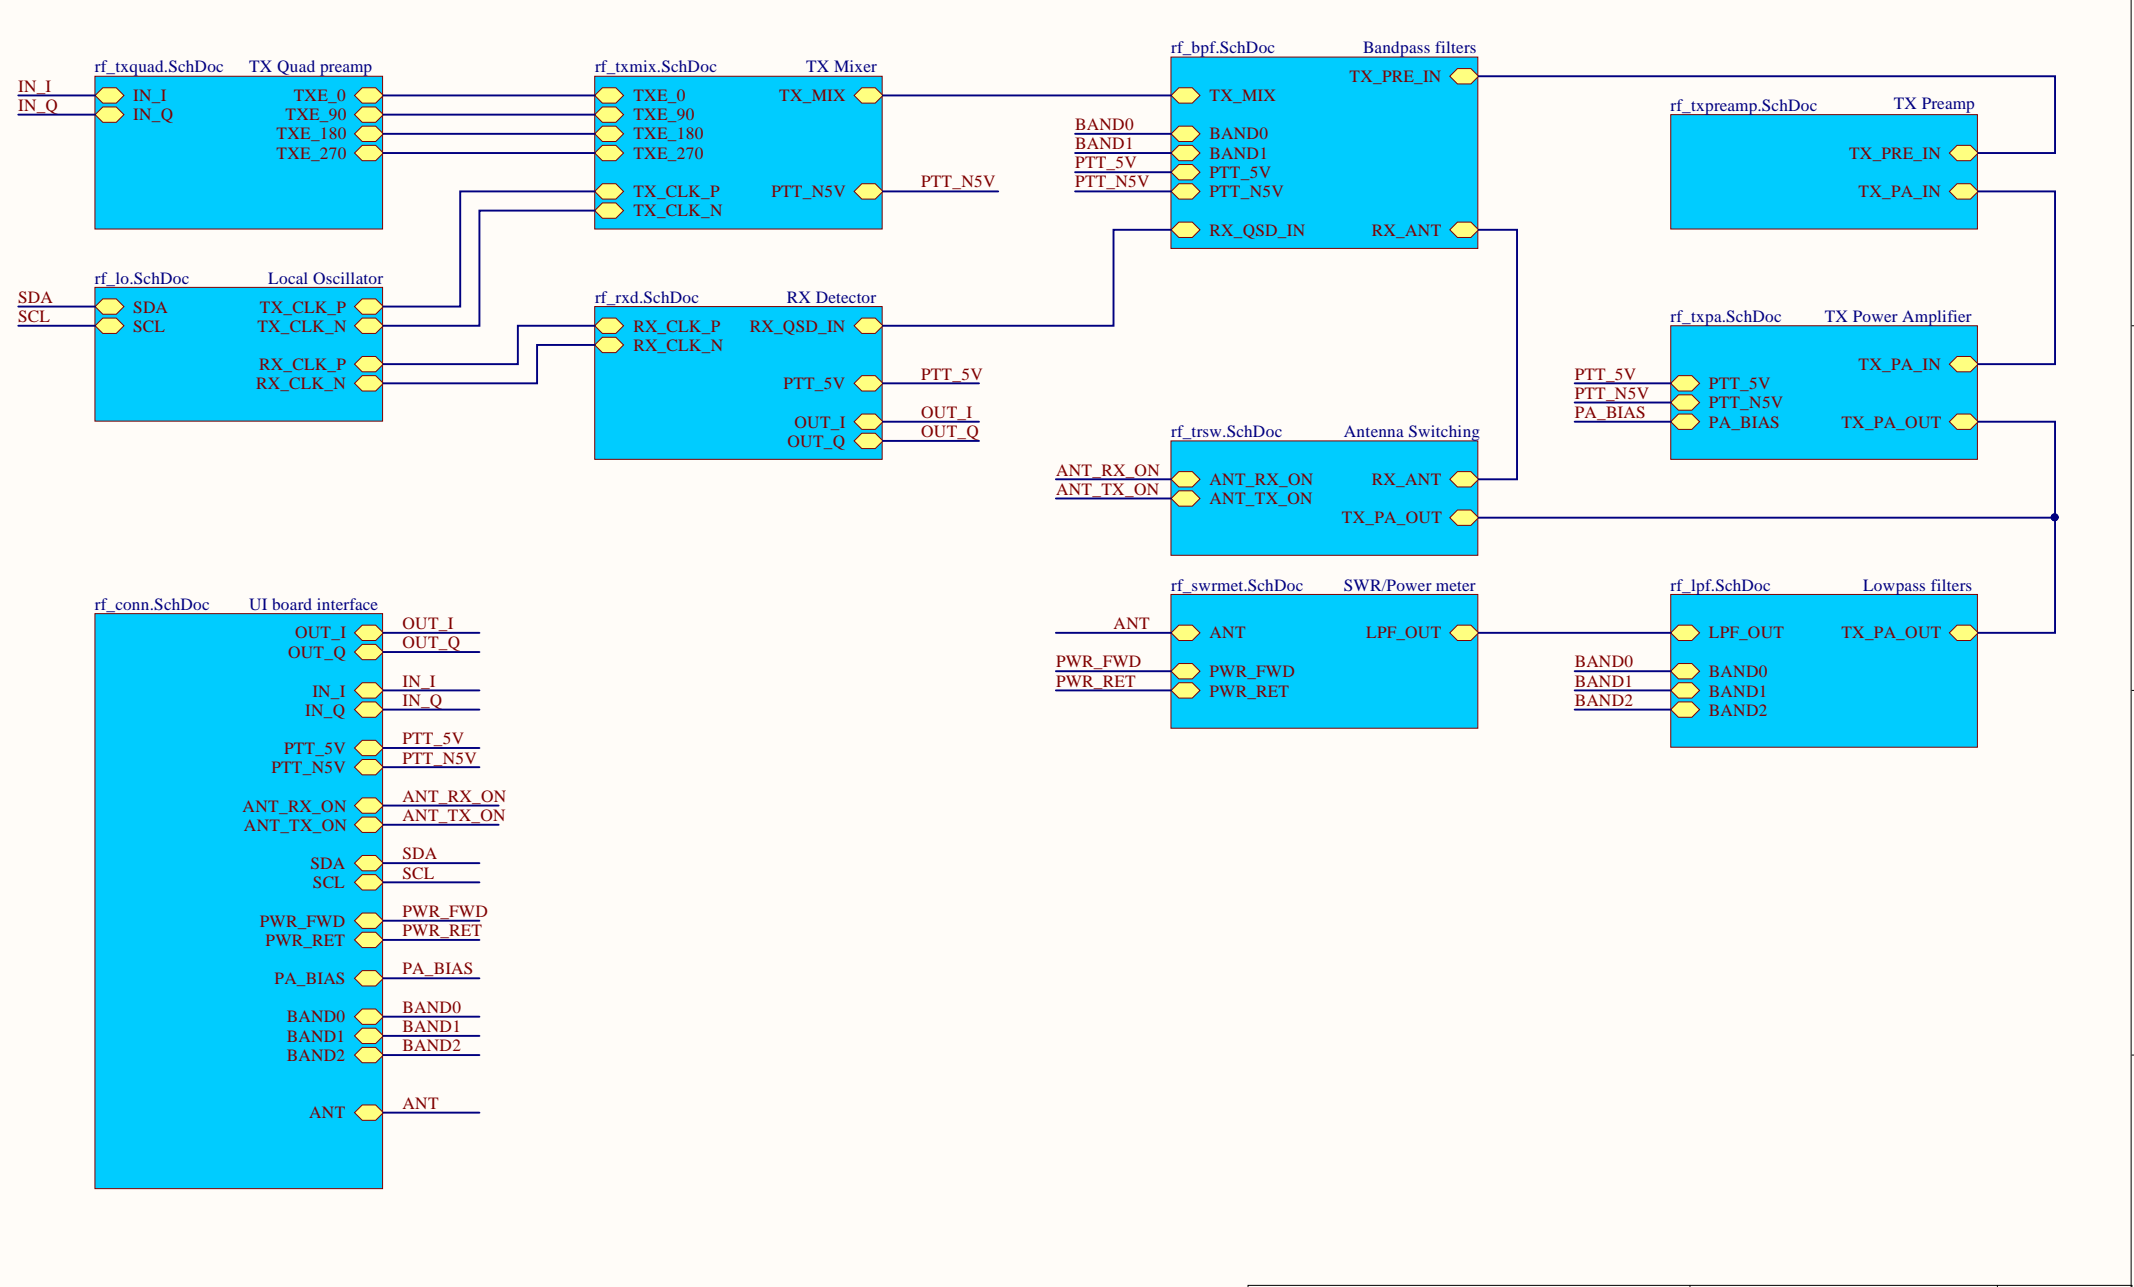 rf_txquad.SchDoc TX Quad preamp
IN_I
IN_Q
IN_I TXE_0
IN_Q TXE_90
TXE_180
TXE_270
rf_txmix.SchDoc TX Mixer
TXE_0 TX_MIX
TXE_90
TXE_180
TXE_270
TX_CLK_P PTT_N5V
TX_CLK_N
PTT_N5V
rf_bpf.SchDoc Bandpass filters
TX_PRE_IN
TX_MIX
BAND0
BAND1
PTT_5V
PTT_N5V
BAND0
BAND1
PTT_5V
PTT_N5V
RX_QSD_IN RX_ANT
rf_txpreamp.SchDoc TX Preamp
TX_PRE_IN
TX_PA_IN
rf_lo.SchDoc Local Oscillator
SDA
SCL
SDA TX_CLK_P
SCL TX_CLK_N
RX_CLK_P
RX_CLK_N
rf_rxd.SchDoc RX Detector
RX_CLK_P RX_QSD_IN
RX_CLK_N
PTT_5V
OUT_I
OUT_Q
PTT_5V
OUT_I
OUT_Q
rf_txpa.SchDoc TX Power Amplifier
TX_PA_IN
PTT_5V
PTT_N5V
PA_BIAS
PTT_5V
PTT_N5V
PA_BIAS TX_PA_OUT
rf_trsw.SchDoc Antenna Switching
ANT_RX_ON
ANT_TX_ON
ANT_RX_ON RX_ANT
ANT_TX_ON
TX_PA_OUT
rf_swrmet.SchDoc SWR/Power meter
ANT
PWR_FWD
PWR_RET
ANT LPF_OUT
PWR_FWD
PWR_RET
rf_lpf.SchDoc Lowpass filters
LPF_OUT TX_PA_OUT
BAND0
BAND1
BAND2
BAND0
BAND1
BAND2
rf_conn.SchDoc UI board interface
OUT_I OUT_I
OUT_Q OUT_Q
IN_I IN_I
IN_Q IN_Q
PTT_5V PTT_5V
PTT_N5V PTT_N5V
ANT_RX_ON ANT_RX_ON
ANT_TX_ON ANT_TX_ON
SDA SDA
SCL SCL
PWR_FWD PWR_FWD
PWR_RET PWR_RET
PA_BIAS PA_BIAS
BAND0 BAND0
BAND1 BAND1
BAND2 BAND2
ANT ANT